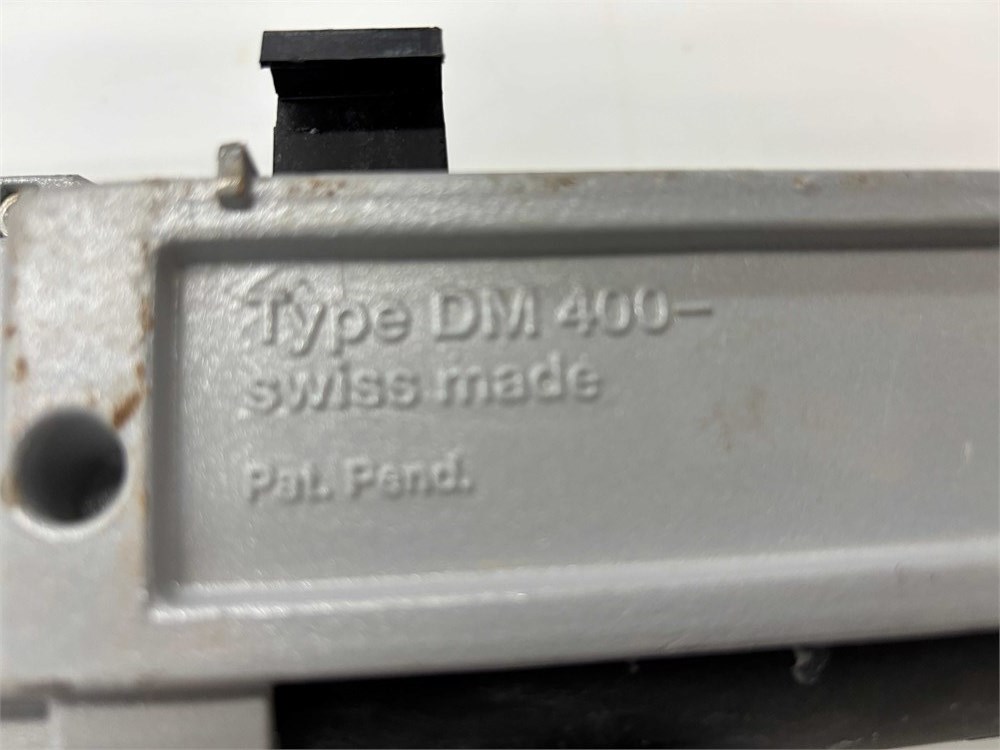 Type DM 400-
swiss made
Pat. Pend.